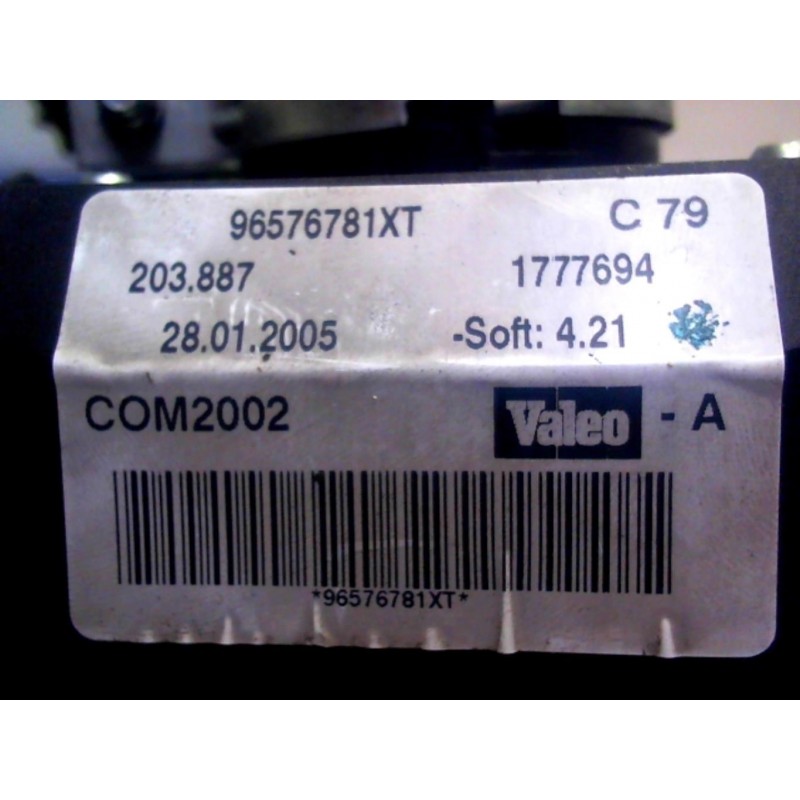 96576781XT C 79
203.887 1777694
28.01.2005 -Soft: 4.21
COM2002 Valeo - A
*96576781XT*